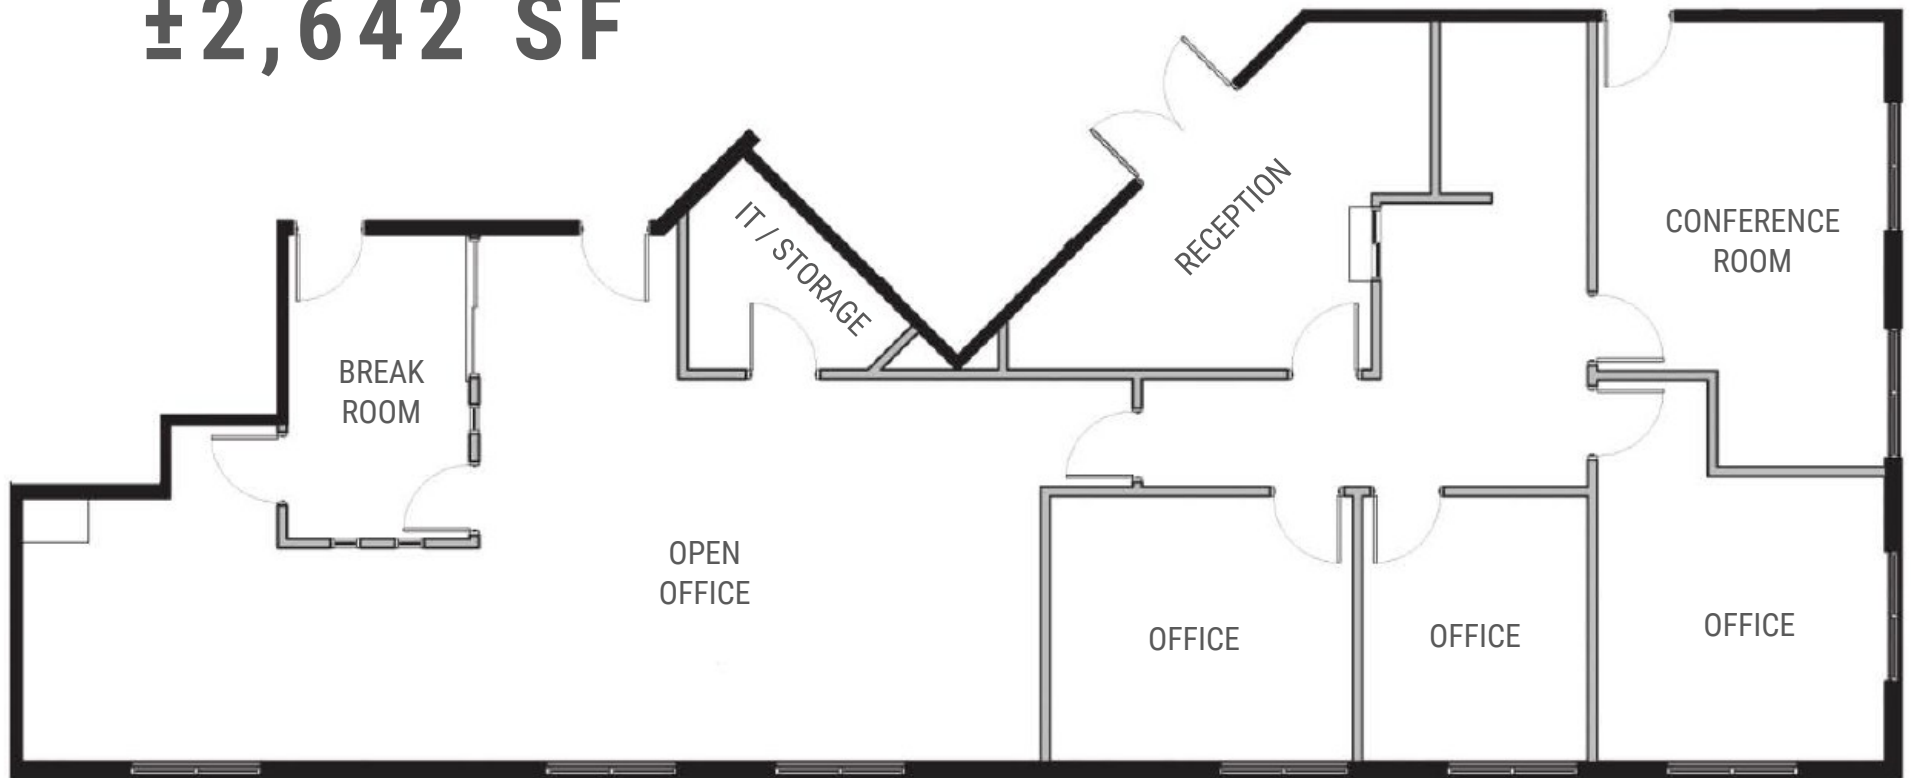 ±2,642 SF
IT / STORAGE
RECEPTION
CONFERENCE
ROOM
BREAK
ROOM
OPEN
OFFICE
OFFICE
OFFICE
OFFICE